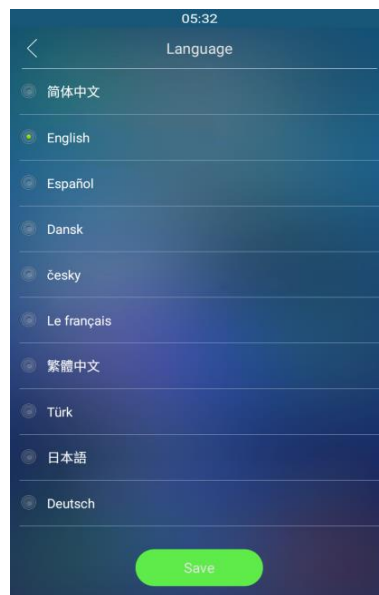 05:32
Language
简体中文
English
Español
Dansk
česky
Le français
繁體中文
Türk
日本語
Deutsch
Save